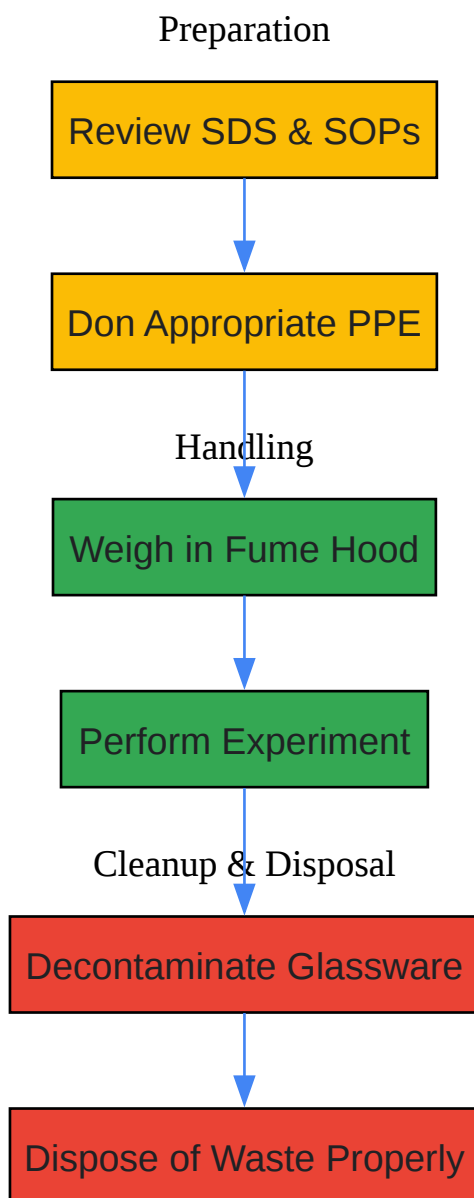 Preparation
Review SDS & SOPs
Don Appropriate PPE
Handling
Weigh in Fume Hood
Perform Experiment
Cleanup & Disposal
Decontaminate Glassware
Dispose of Waste Properly